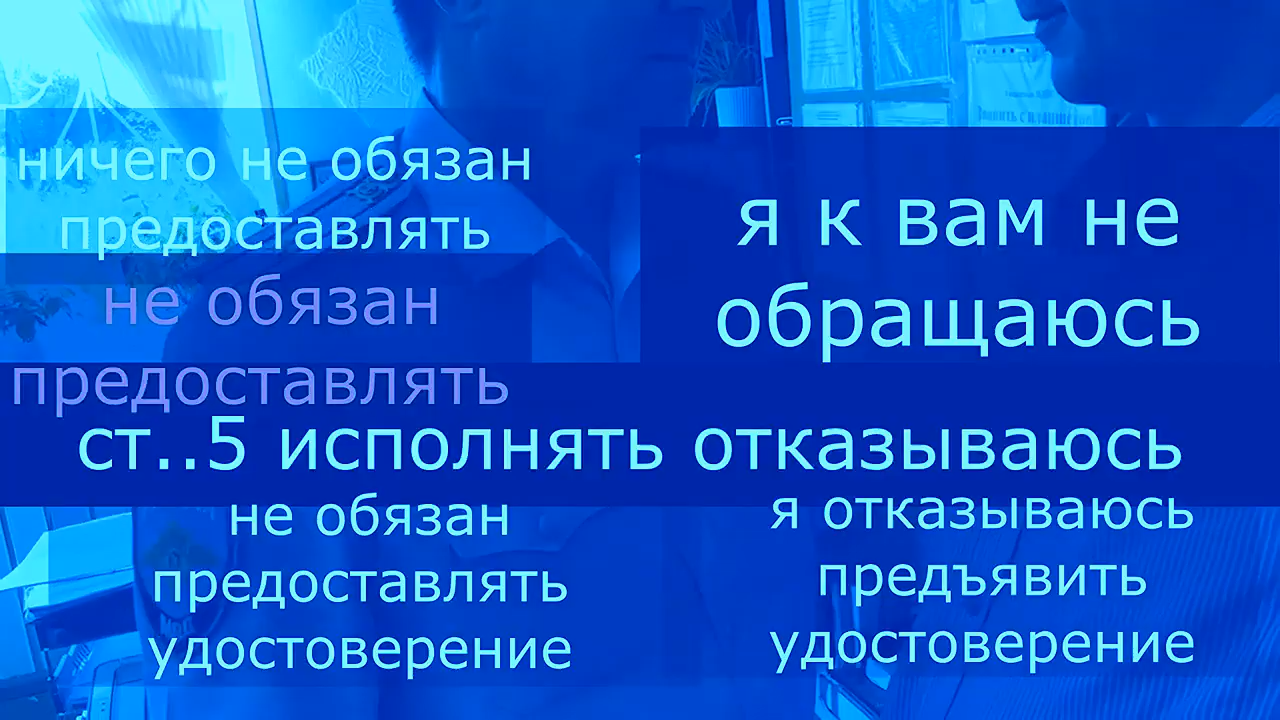 ничего не обязан
предоставлять
не обязан
предоставлять
я к вам не
обращаюсь
ст..5 исполнять отказываюсь
не обязан
предоставлять
удостоверение
я отказываюсь
предъявить
удостоверение